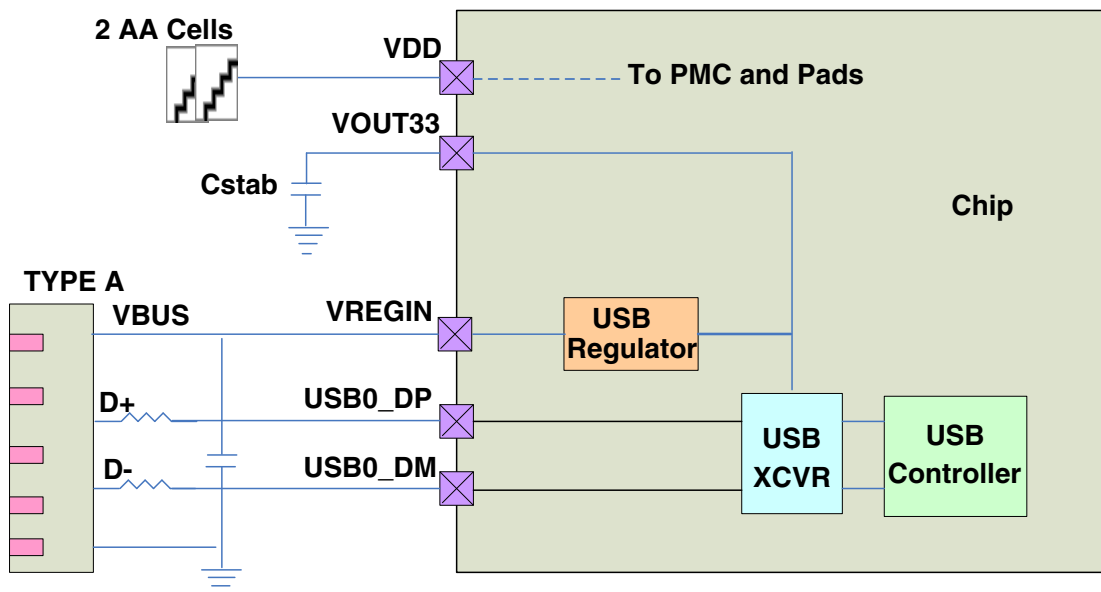 2 AA Cells
VDD
To PMC and Pads
VOUT33
Cstab
Chip
TYPE A
VBUS
VREGIN
USB
Regulator
D+
USB0_DP
D-
USB0_DM
USB
XCVR
USB
Controller